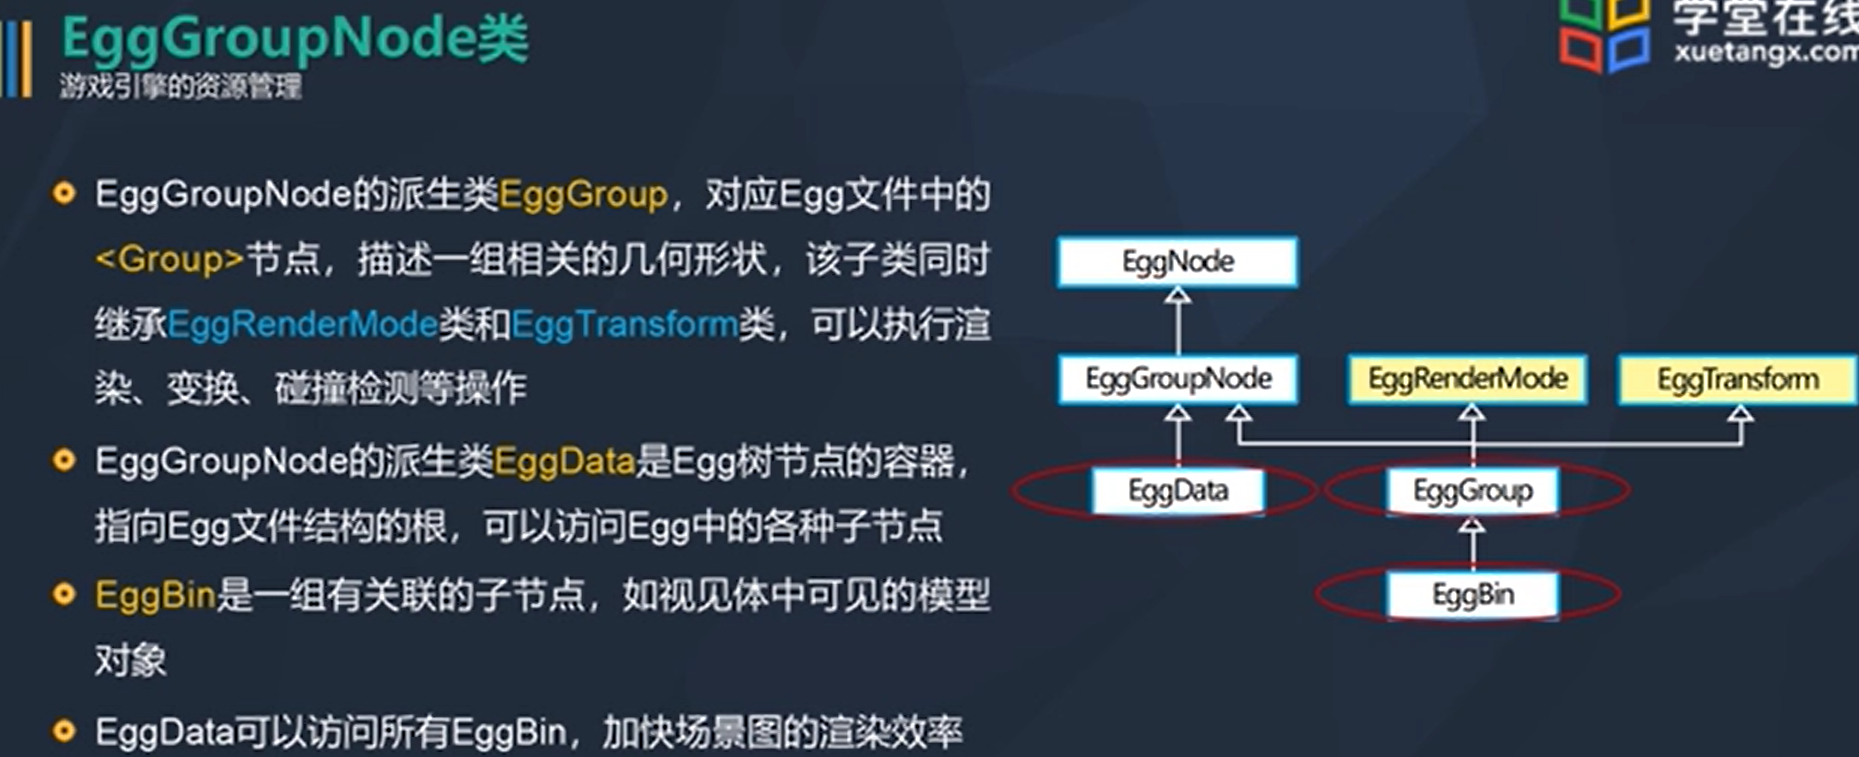 EggGroupNode类
游戏引擎的资源管理
学堂在线
xuetangx.com
EggGroupNode的派生类EggGroup，对应Egg文件中的
<Group>节点，描述一组相关的几何形状，该子类同时
继承EggRenderMode类和EggTransform类，可以执行渲
染、变换、碰撞检测等操作
EggGroupNode的派生类EggData是Egg树节点的容器，
指向Egg文件结构的根，可以访问Egg中的各种子节点
EggBin是一组有关联的子节点，如视见体中可见的模型
对象
EggData可以访问所有EggBin，加快场景图的渲染效率
EggNode
EggGroupNode
EggRenderMode
EggTransform
EggData
EggGroup
EggBin